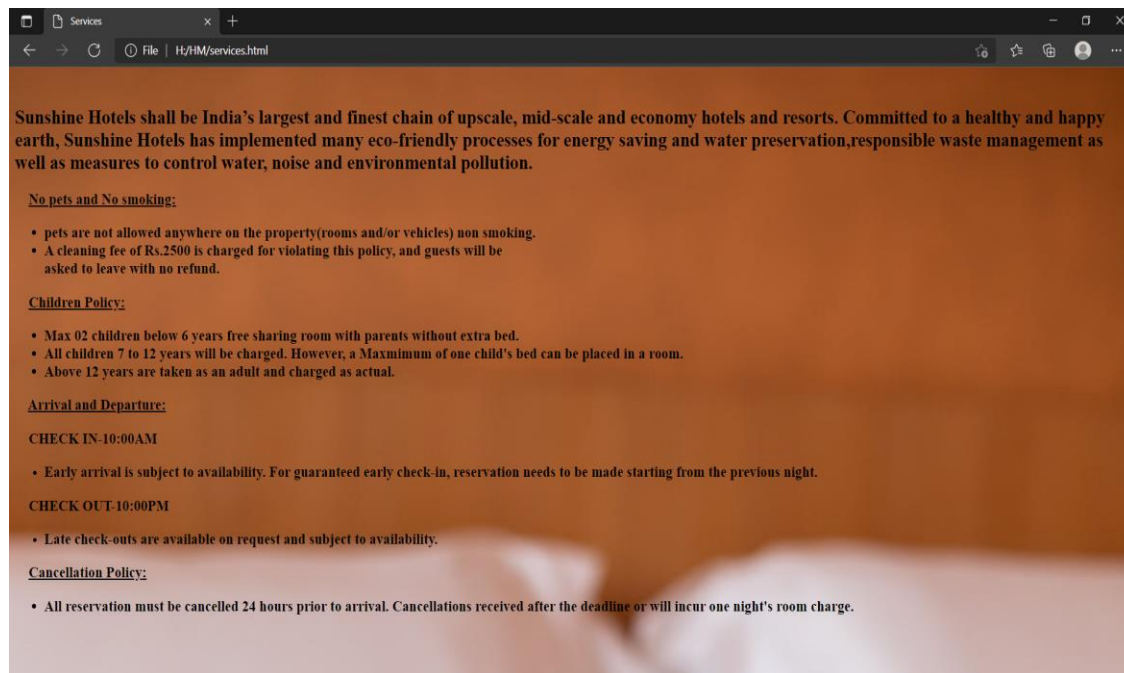 Services
File | H:/HM/services.html
Sunshine Hotels shall be India’s largest and finest chain of upscale, mid-scale and economy hotels and resorts. Committed to a healthy and happy
earth, Sunshine Hotels has implemented many eco-friendly processes for energy saving and water preservation,responsible waste management as
well as measures to control water, noise and environmental pollution.
No pets and No smoking:
• pets are not allowed anywhere on the property(rooms and/or vehicles) non smoking.
• A cleaning fee of Rs.2500 is charged for violating this policy, and guests will be
asked to leave with no refund.
Children Policy:
• Max 02 children below 6 years free sharing room with parents without extra bed.
• All children 7 to 12 years will be charged. However, a Maxmimum of one child's bed can be placed in a room.
• Above 12 years are taken as an adult and charged as actual.
Arrival and Departure:
CHECK IN-10:00AM
• Early arrival is subject to availability. For guaranteed early check-in, reservation needs to be made starting from the previous night.
CHECK OUT-10:00PM
• Late check-outs are available on request and subject to availability.
Cancellation Policy:
• All reservation must be cancelled 24 hours prior to arrival. Cancellations received after the deadline or will incur one night's room charge.